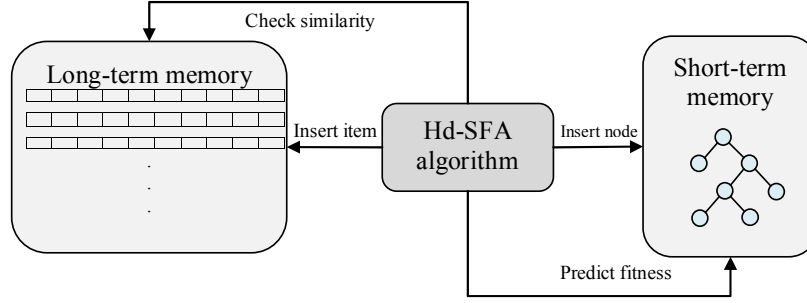 Check similarity
Long-term memory
Short-term
memory
Insert item
Hd-SFA
algorithm
Insert node
Predict fitness